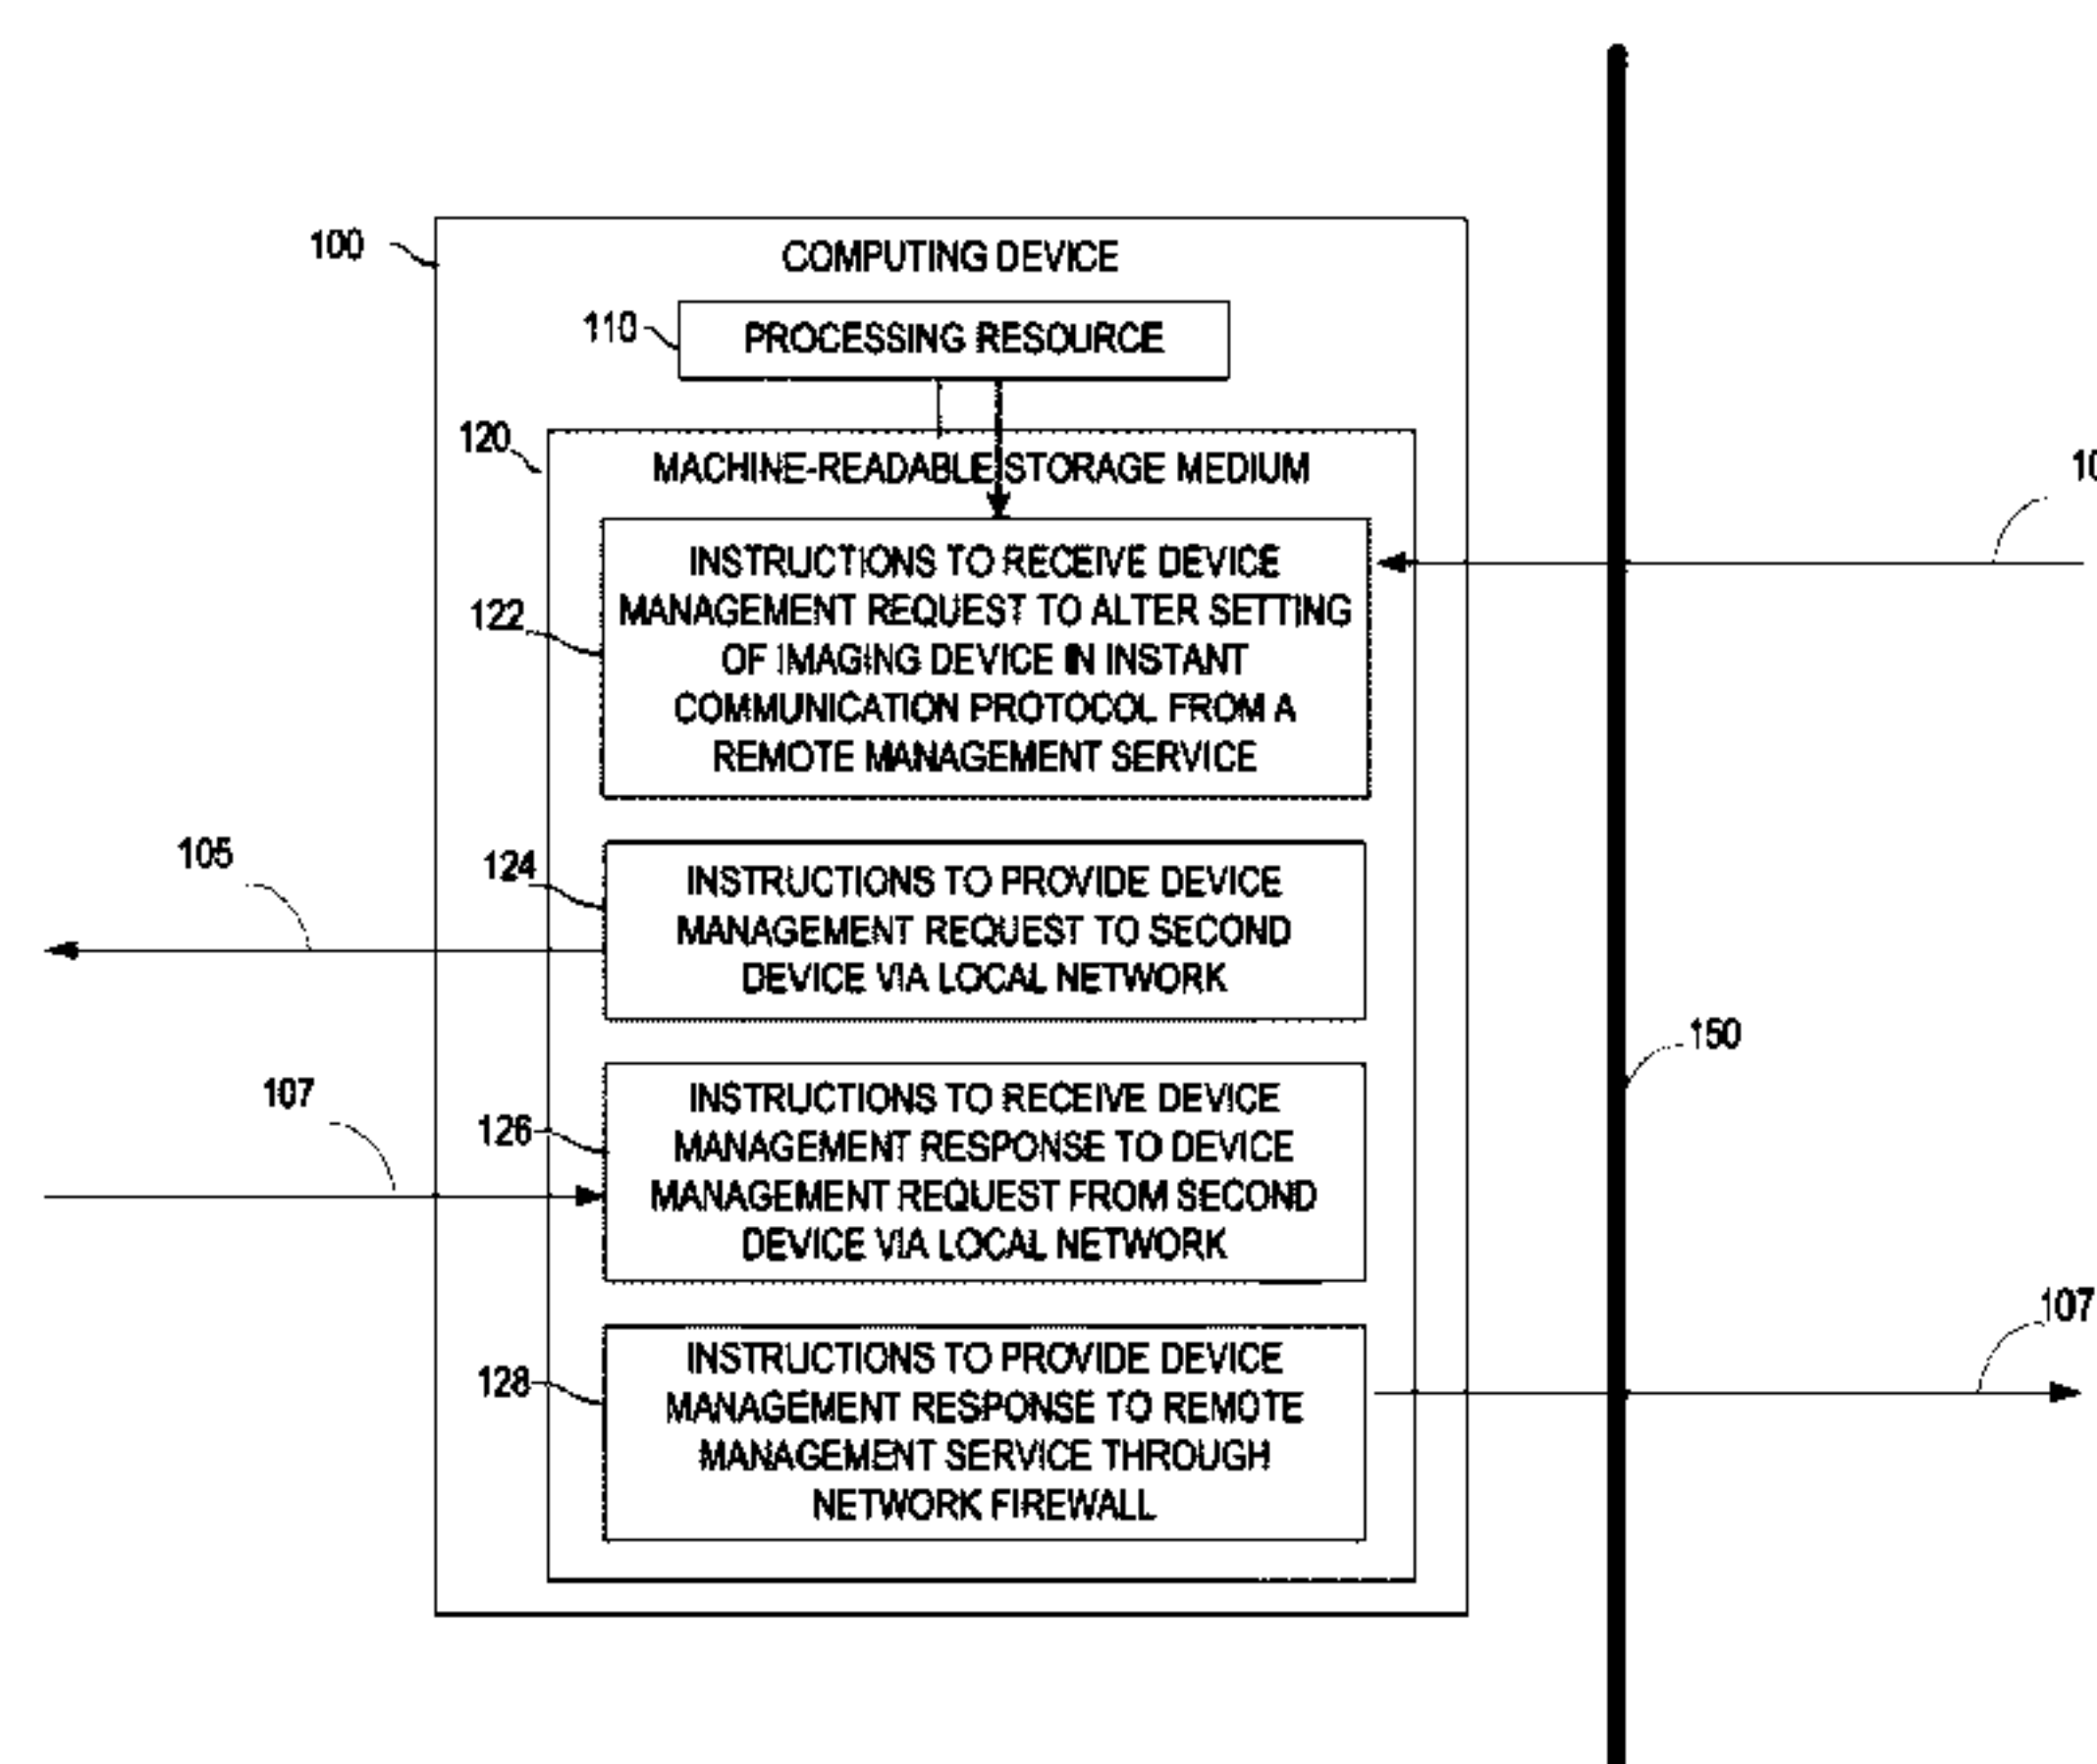 100
COMPUTING DEVICE
110
PROCESSING RESOURCE
120
MACHINE-READABLE STORAGE MEDIUM
122
INSTRUCTIONS TO RECEIVE DEVICE
MANAGEMENT REQUEST TO ALTER SETTING
OF IMAGING DEVICE IN INSTANT
COMMUNICATION PROTOCOL FROM A
REMOTE MANAGEMENT SERVICE
105
124
INSTRUCTIONS TO PROVIDE DEVICE
MANAGEMENT REQUEST TO SECOND
DEVICE VIA LOCAL NETWORK
150
107
126
INSTRUCTIONS TO RECEIVE DEVICE
MANAGEMENT RESPONSE TO DEVICE
MANAGEMENT REQUEST FROM SECOND
DEVICE VIA LOCAL NETWORK
107
128
INSTRUCTIONS TO PROVIDE DEVICE
MANAGEMENT RESPONSE TO REMOTE
MANAGEMENT SERVICE THROUGH
NETWORK FIREWALL